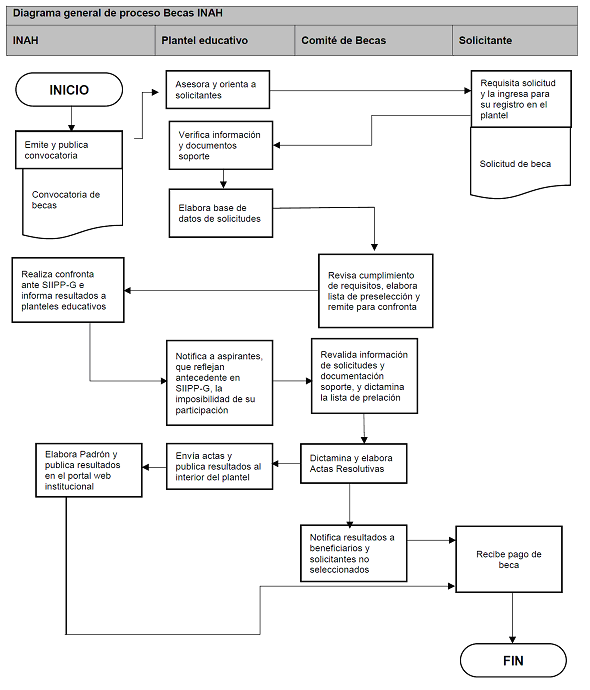 Diagrama general de proceso Becas INAH
INAH
Plantel educativo
Comité de Becas
Solicitante
INICIO
Asesora y orienta a
solicitantes
Requisita solicitud
y la ingresa para
su registro en el
plantel
Emite y publica
convocatoria
Convocatoria de
becas
Verifica información
y documentos
soporte
Solicitud de beca
Elabora base de
datos de solicitudes
Revisa cumplimiento
de requisitos, elabora
lista de preselección y
remite para confronta
Realiza confronta
ante SIIPP-G e
informa resultados a
planteles educativos
Notifica a aspirantes,
que reflejan
antecedente en
SIIPP-G, la
imposibilidad de su
participación
Revalida información
de solicitudes y
documentación
soporte, y dictamina
la lista de prelación
Dictamina y elabora
Actas Resolutivas
Envía actas y
publica resultados al
interior del plantel
Elabora Padrón y
publica resultados
en el portal web
institucional
Notifica resultados a
beneficiarios y
solicitantes no
seleccionados
Recibe pago de
beca
FIN